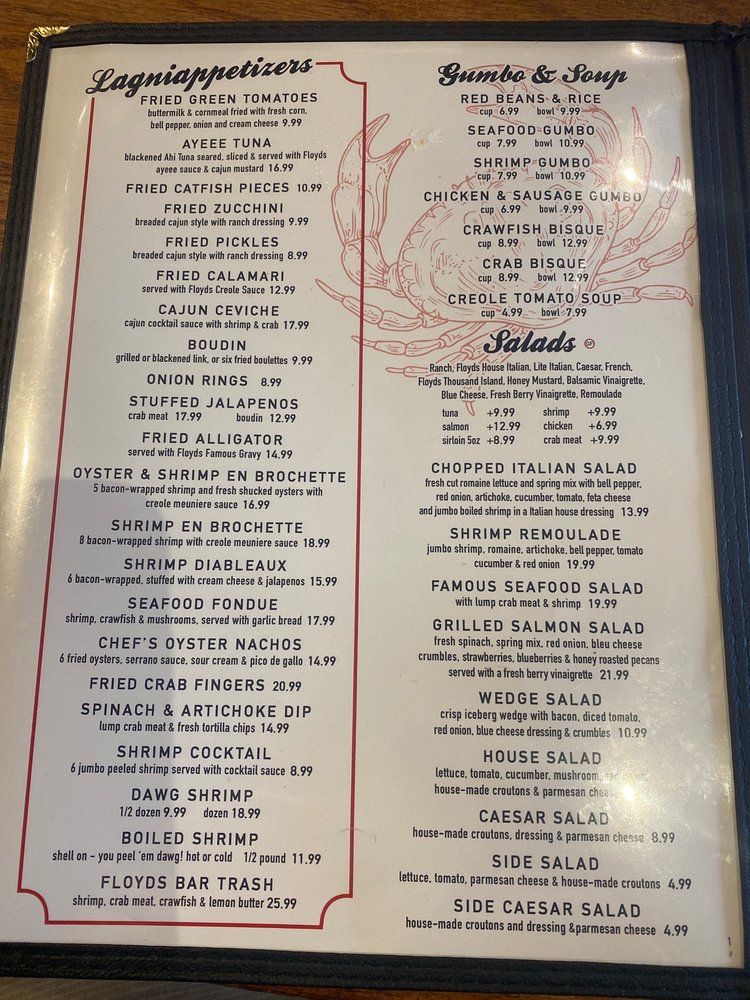 Lagniappetizers
FRIED GREEN TOMATOES
buttermilk & cornmeal fried with fresh corn,
bell pepper, onion and cream cheese 9.99
AYEEE TUNA
blackened Ahi Tuna seared, sliced & served with Floyds
ayeee sauce & cajun mustard 16.99
FRIED CATFISH PIECES 10.99
FRIED ZUCCHINI
breaded cajun style with ranch dressing 9.99
FRIED PICKLES
breaded cajun style with ranch dressing 8.99
FRIED CALAMARI
served with Floyds Creole Sauce 12.99
CAJUN CEVICHE
cajun cocktail sauce with shrimp & crab 17.99
BOUDIN
grilled or blackened link, or six fried boulettes 9.99
ONION RINGS 8.99
STUFFED JALAPENOS
crab meat 17.99 boudin 12.99
FRIED ALLIGATOR
served with Floyds Famous Gravy 14.99
OYSTER & SHRIMP EN BROCHETTE
5 bacon-wrapped shrimp and fresh shucked oysters with
creole meuniere sauce 16.99
SHRIMP EN BROCHETTE
8 bacon-wrapped shrimp with creole meuniere sauce 18.99
SHRIMP DIABLEAUX
6 bacon-wrapped, stuffed with cream cheese & jalapenos 15.99
SEAFOOD FONDUE
shrimp, crawfish & mushrooms, served with garlic bread 17.99
CHEF'S OYSTER NACHOS
6 fried oysters, serrano sauce, sour cream & pico de gallo 14.99
FRIED CRAB FINGERS 20.99
SPINACH & ARTICHOKE DIP
lump crab meat & fresh tortilla chips 14.99
SHRIMP COCKTAIL
6 jumbo peeled shrimp served with cocktail sauce 8.99
DAWG SHRIMP
1/2 dozen 9.99 dozen 18.99
BOILED SHRIMP
shell on - you peel 'em dawg! hot or cold 1/2 pound 11.99
FLOYDS BAR TRASH
shrimp, crab meat, crawfish & lemon butter 25.99
Gumbo & Soup
RED BEANS & RICE
cup 6.99 bowl 9.99
SEAFOOD GUMBO
cup 7.99 bowl 10.99
SHRIMP GUMBO
cup 7.99 bowl 10.99
CHICKEN & SAUSAGE GUMBO
cup 6.99 bowl 9.99
CRAWFISH BISQUE
cup 8.99 bowl 12.99
CRAB BISQUE
cup 8.99 bowl 12.99
CREOLE TOMATO SOUP
cup 4.99 bowl 7.99
Salads GF
Ranch, Floyds House Italian, Lite Italian, Caesar, French,
Floyds Thousand Island, Honey Mustard, Balsamic Vinaigrette,
Blue Cheese, Fresh Berry Vinaigrette, Remoulade
tuna +9.99 shrimp +9.99
salmon +12.99 chicken +6.99
sirloin 5oz +8.99 crab meat +9.99
CHOPPED ITALIAN SALAD
fresh cut romaine lettuce and spring mix with bell pepper,
red onion, artichoke, cucumber, tomato, feta cheese
and jumbo boiled shrimp in a Italian house dressing 13.99
SHRIMP REMOULADE
jumbo shrimp, romaine, artichoke, bell pepper, tomato
cucumber & red onion 19.99
FAMOUS SEAFOOD SALAD
with lump crab meat & shrimp 19.99
GRILLED SALMON SALAD
fresh spinach, spring mix, red onion, bleu cheese
crumbles, strawberries, blueberries & honey roasted pecans
served with a fresh berry vinaigrette 21.99
WEDGE SALAD
crisp iceberg wedge with bacon, diced tomato,
red onion, blue cheese dressing & crumbles 10.99
HOUSE SALAD
lettuce, tomato, cucumber, mushroom,
house-made croutons & parmesan
CAESAR SALAD
house-made croutons, dressing & parmesan cheese 8.99
SIDE SALAD
lettuce, tomato, parmesan cheese & house-made croutons 4.99
SIDE CAESAR SALAD
house-made croutons and dressing &parmesan cheese 4.99